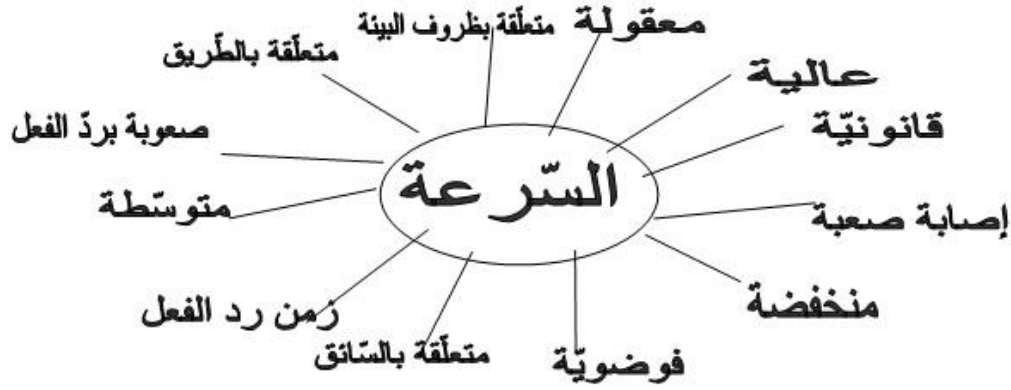 معقولة
متعلّقة بظروف البيئة
متعلّقة بالطّريق
عالية
قانونيّة
صعوبة بردّ الفعل
السّرعة
متوسّطة
إصابة صعبة
منخفضة
زمن رد الفعل
متعلّقة بالسّائق
فوضويّة